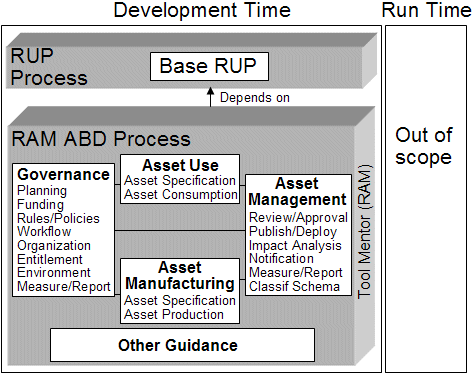 Development Time
Run Time
RUP
Process
Base RUP
Depends on
RAM ABD Process
Governance
Planning
Funding
Rules/Policies
Workflow
Organization
Entitlement
Environment
Measure/Report
Asset Use
Asset Specification
Asset Consumption
Asset
Manufacturing
Asset Specification
Asset Production
Asset
Management
Review/Approval
Publish/Deploy
Impact Analysis
Notification
Measure/Report
Classif Schema
Tool Mentor (RAM)
Other Guidance
Out of
scope